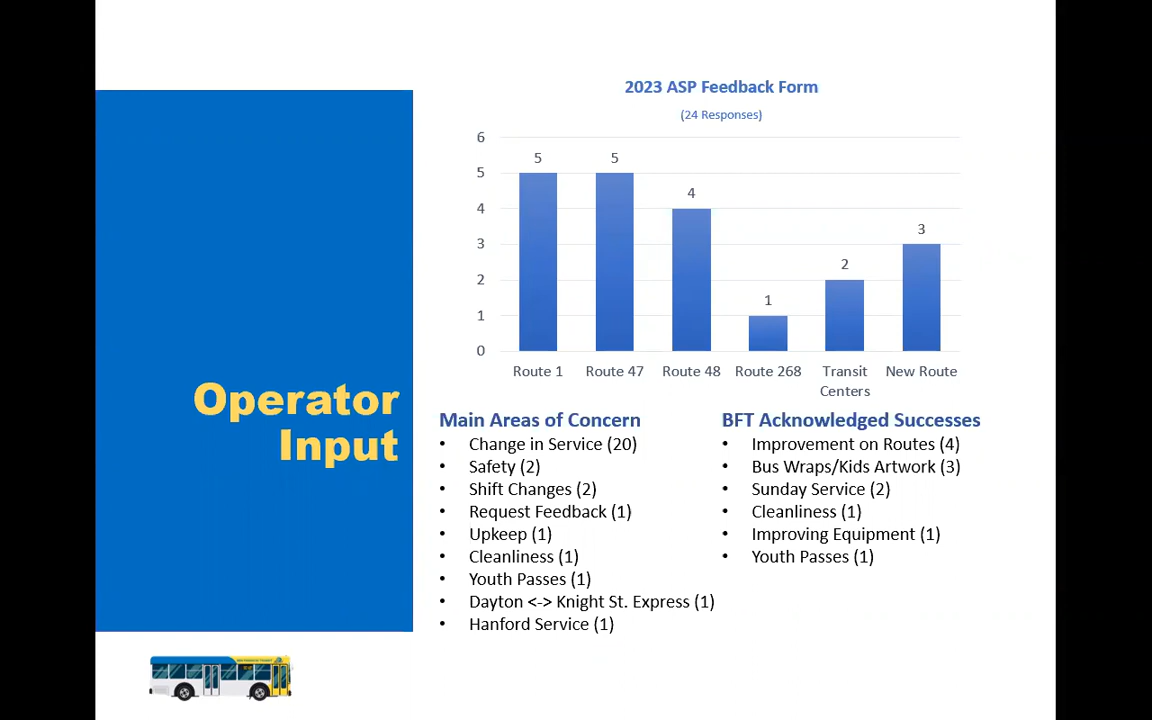 2023 ASP Feedback Form
(24 Responses)
6
5
4
3
2
1
0
5
5
4
1
2
3
Route 1
Route 47
Route 48
Route 268
Transit
Centers
New Route
Operator
Input
Main Areas of Concern
• Change in Service (20)
• Safety (2)
• Shift Changes (2)
• Request Feedback (1)
• Upkeep (1)
• Cleanliness (1)
• Youth Passes (1)
• Dayton <-> Knight St. Express (1)
• Hanford Service (1)
BFT Acknowledged Successes
• Improvement on Routes (4)
• Bus Wraps/Kids Artwork (3)
• Sunday Service (2)
• Cleanliness (1)
• Improving Equipment (1)
• Youth Passes (1)